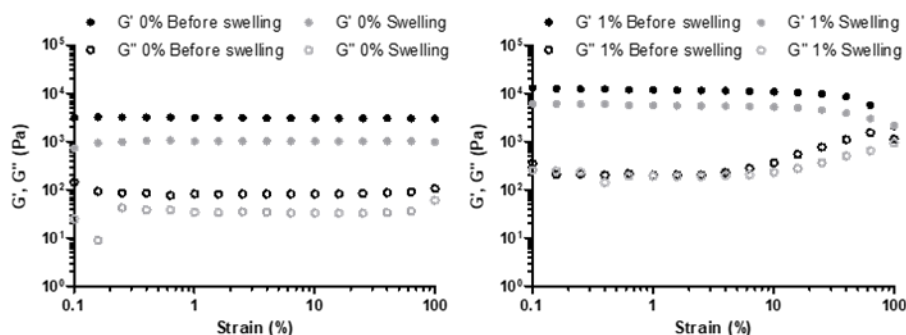 G' 0% Before swelling G' 0% Swelling
G'' 0% Before swelling G'' 0% Swelling
10⁵
10⁴
10³
10²
10¹
10⁰
G', G'' (Pa)
0.1 1 10 100
Strain (%)
G' 1% Before swelling G' 1% Swelling
G'' 1% Before swelling G'' 1% Swelling
10⁵
10⁴
10³
10²
10¹
10⁰
G', G'' (Pa)
0.1 1 10 100
Strain (%)